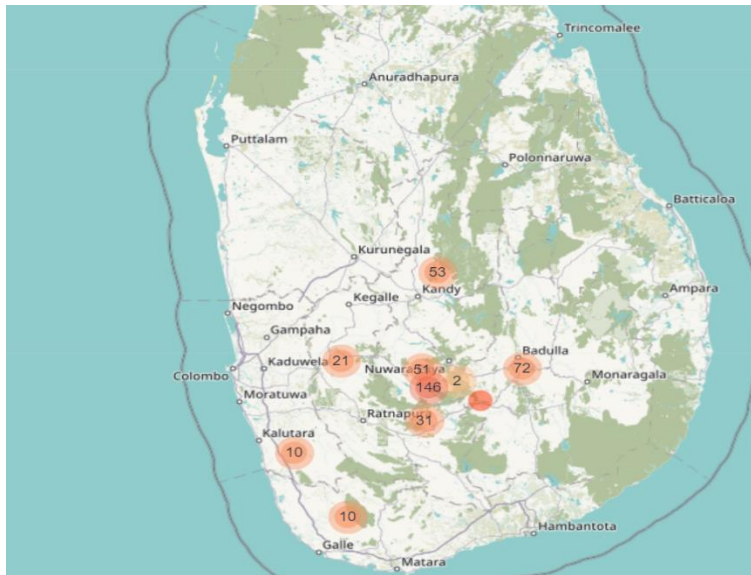 Trincomalee
Anuradhapura
Puttalam
Polonnaruwa
Batticaloa
Kurunegala
53
Kandy
Ampara
Kegalle
Negombo
Gampaha
21
Kaduwela
Colombo
51
Badulla
72
146
2
Monaragala
Moratuwa
Ratnapura
31
Kalutara
10
10
Hambantota
Galle
Matara